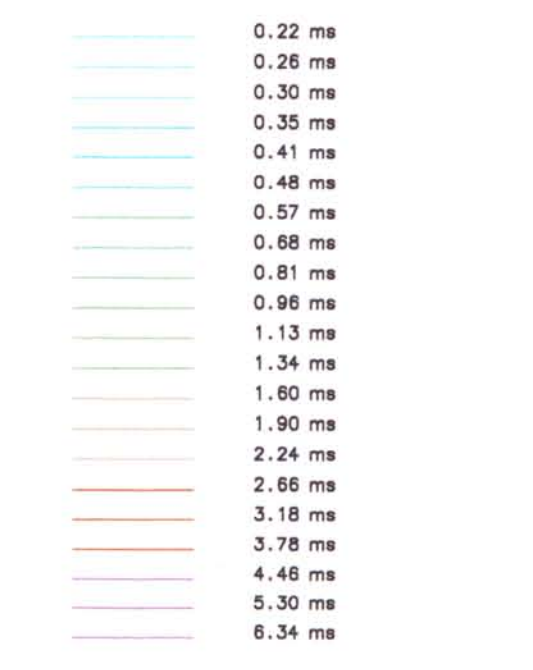 0.22 ms
0.26 ms
0.30 ms
0.35 ms
0.41 ms
0.48 ms
0.57 ms
0.68 ms
0.81 ms
0.96 ms
1.13 ms
1.34 ms
1.60 ms
1.90 ms
2.24 ms
2.66 ms
3.18 ms
3.78 ms
4.46 ms
5.30 ms
6.34 ms